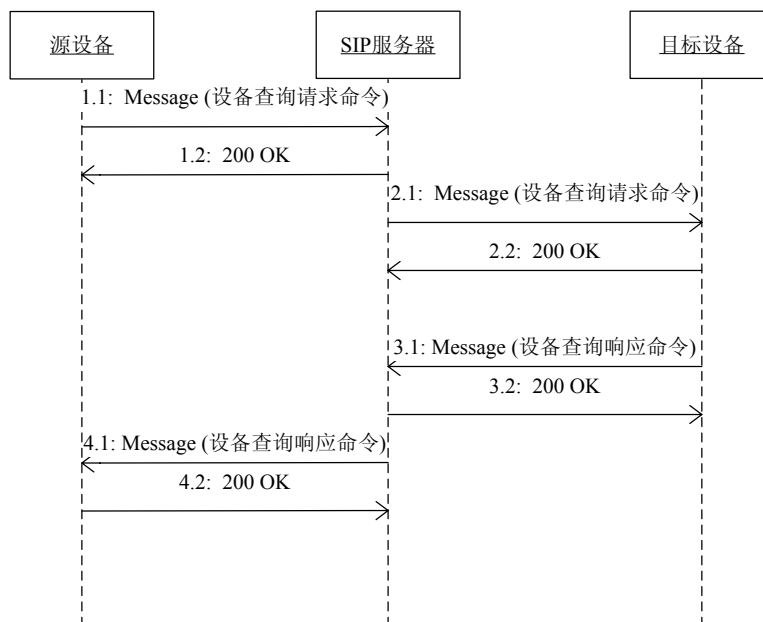 源设备
SIP服务器
目标设备
1.1:  Message (设备查询请求命令)
1.2:  200 OK
2.1:  Message (设备查询请求命令)
2.2:  200 OK
3.1: Message (设备查询响应命令)
3.2:  200 OK
4.1: Message (设备查询响应命令)
4.2:  200 OK